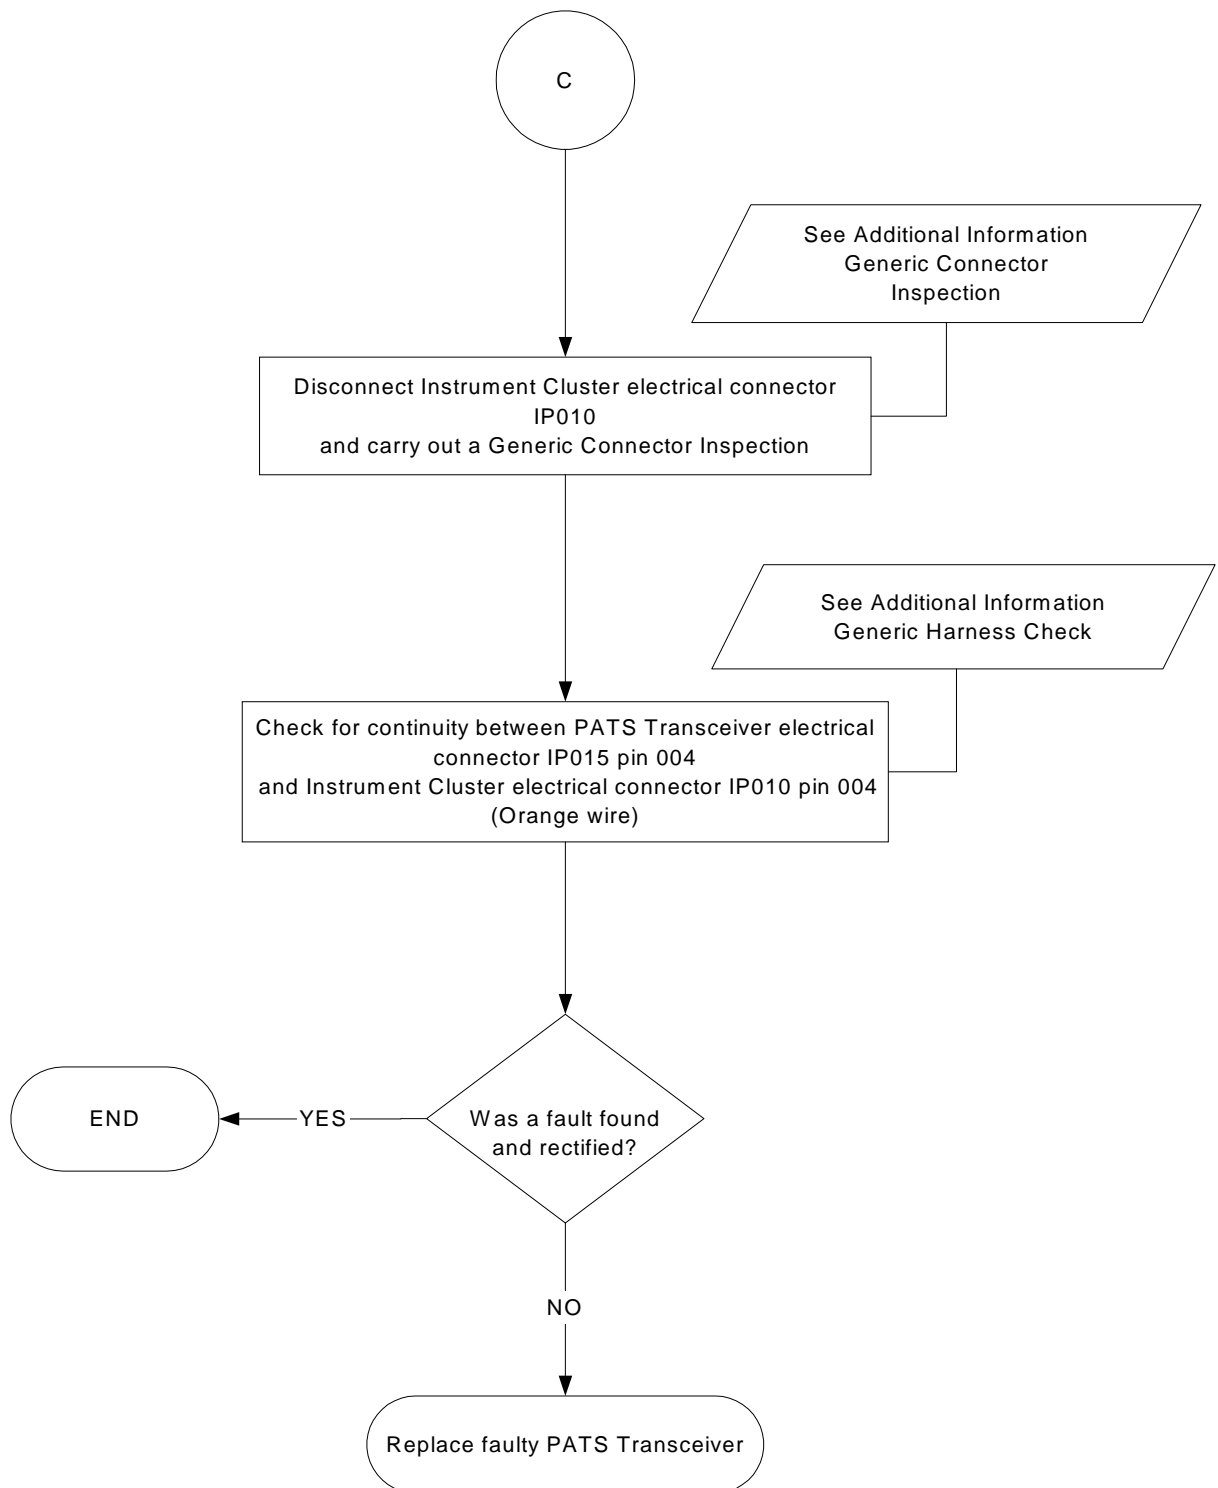 C
See Additional Information
Generic Connector
Inspection
Disconnect Instrument Cluster electrical connector
IP010
and carry out a Generic Connector Inspection
See Additional Information
Generic Harness Check
Check for continuity between PATS Transceiver electrical
connector IP015 pin 004
and Instrument Cluster electrical connector IP010 pin 004
(Orange wire)
Was a fault found
and rectified?
YES
END
NO
Replace faulty PATS Transceiver